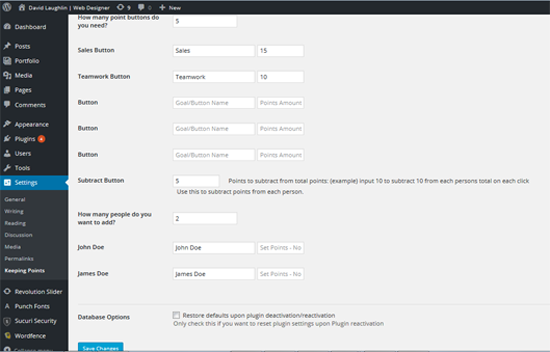 David Laughlin | Web Designer 9 0 + New
How many point buttons do you need? 5
Sales Button Sales 15
Teamwork Button Teamwork 10
Button Goal/Button Name Points Amount
Button Goal/Button Name Points Amount
Button Goal/Button Name Points Amount
Subtract Button 5 Points to subtract from total points: (example) input 10 to subtract 10 from each persons total on each click
Use this to subtract points from each person.
How many people do you want to add? 2
John Doe John Doe Set Points - No
James Doe James Doe Set Points - No
Database Options Restore defaults upon plugin deactivation/reactivation
Only check this if you want to reset plugin settings upon Plugin reactivation
Save Changes
Dashboard
Posts
Portfolio
Media
Pages
Comments
Appearance
Plugins 4
Users
Tools
Settings
General
Writing
Reading
Discussion
Media
Permalinks
Keeping Points
Revolution Slider
Punch Fonts
Sucuri Security
Wordfence
Collapse menu